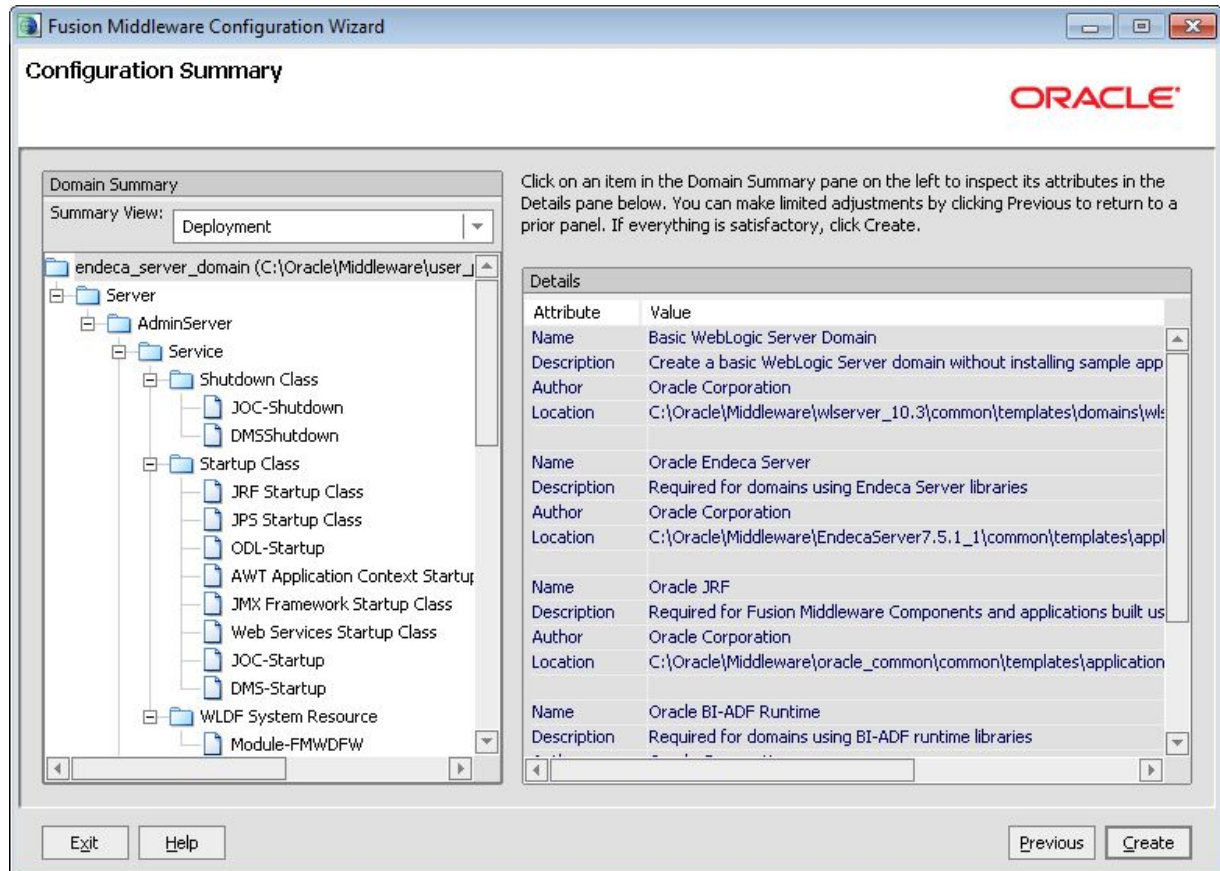 Fusion Middleware Configuration Wizard
Configuration Summary
ORACLE
Domain Summary
Summary View:
Deployment
endeca_server_domain (C:\Oracle\Middleware\user_
Server
AdminServer
Service
Shutdown Class
JOC-Shutdown
DMSShutdown
Startup Class
JRF Startup Class
JPS Startup Class
ODL-Startup
AWT Application Context Startup
JMX Framework Startup Class
Web Services Startup Class
JOC-Startup
DMS-Startup
WLDF System Resource
Module-FMWDFW
Click on an item in the Domain Summary pane on the left to inspect its attributes in the
Details pane below. You can make limited adjustments by clicking Previous to return to a
prior panel. If everything is satisfactory, click Create.
Details
Attribute Value
Name Basic WebLogic Server Domain
Description Create a basic WebLogic Server domain without installing sample app
Author Oracle Corporation
Location C:\Oracle\Middleware\wlserver_10.3\common\templates\domains\wls
Name Oracle Endeca Server
Description Required for domains using Endeca Server libraries
Author Oracle Corporation
Location C:\Oracle\Middleware\EndecaServer7.5.1_1\common\templates\appl
Name Oracle JRF
Description Required for Fusion Middleware Components and applications built us
Author Oracle Corporation
Location C:\Oracle\Middleware\oracle_common\common\templates\application
Name Oracle BI-ADF Runtime
Description Required for domains using BI-ADF runtime libraries
Exit Help Previous Create